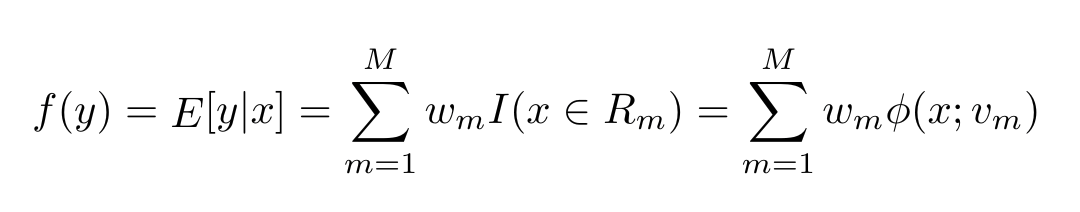 f(y) = E[y|x] = \sum_{m=1}^{M} w_m I(x \in R_m) = \sum_{m=1}^{M} w_m \phi(x; v_m)